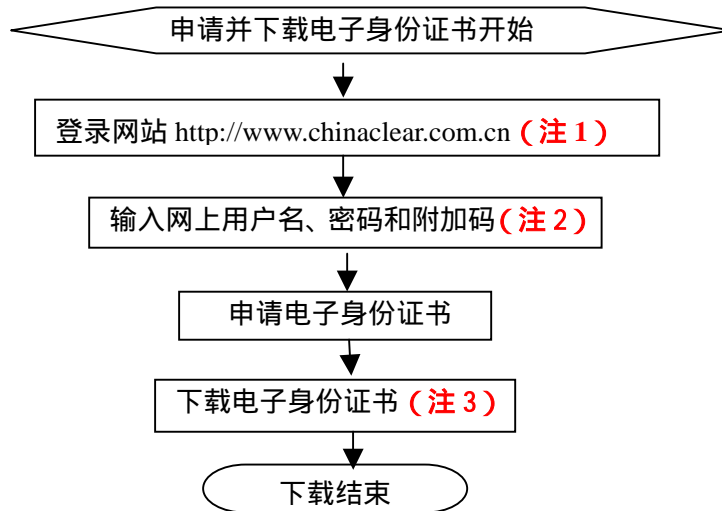 申请并下载电子身份证书开始
登录网站 http://www.chinaclear.com.cn（注 1）
输入网上用户名、密码和附加码（注 2）
申请电子身份证书
下载电子身份证书（注 3）
下载结束